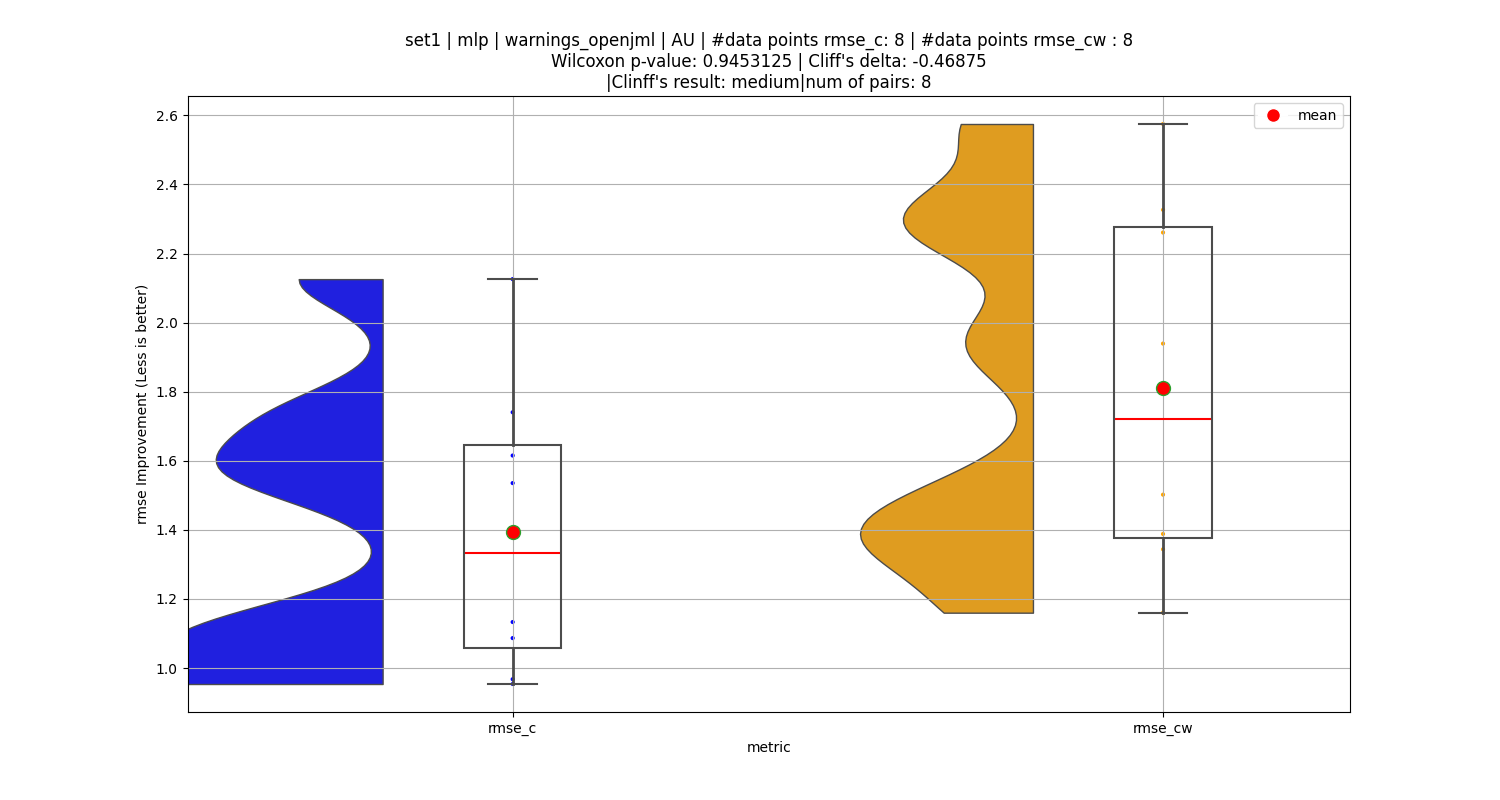 set1 | mlp | warnings_openjml | AU | #data points rmse_c: 8 | #data points rmse_cw : 8
Wilcoxon p-value: 0.9453125 | Cliff's delta: -0.46875
|Clinff's result: medium|num of pairs: 8
mean
2.6
2.4
2.2
2.0
1.8
1.6
1.4
1.2
1.0
rmse Improvement (Less is better)
rmse_c
rmse_cw
metric